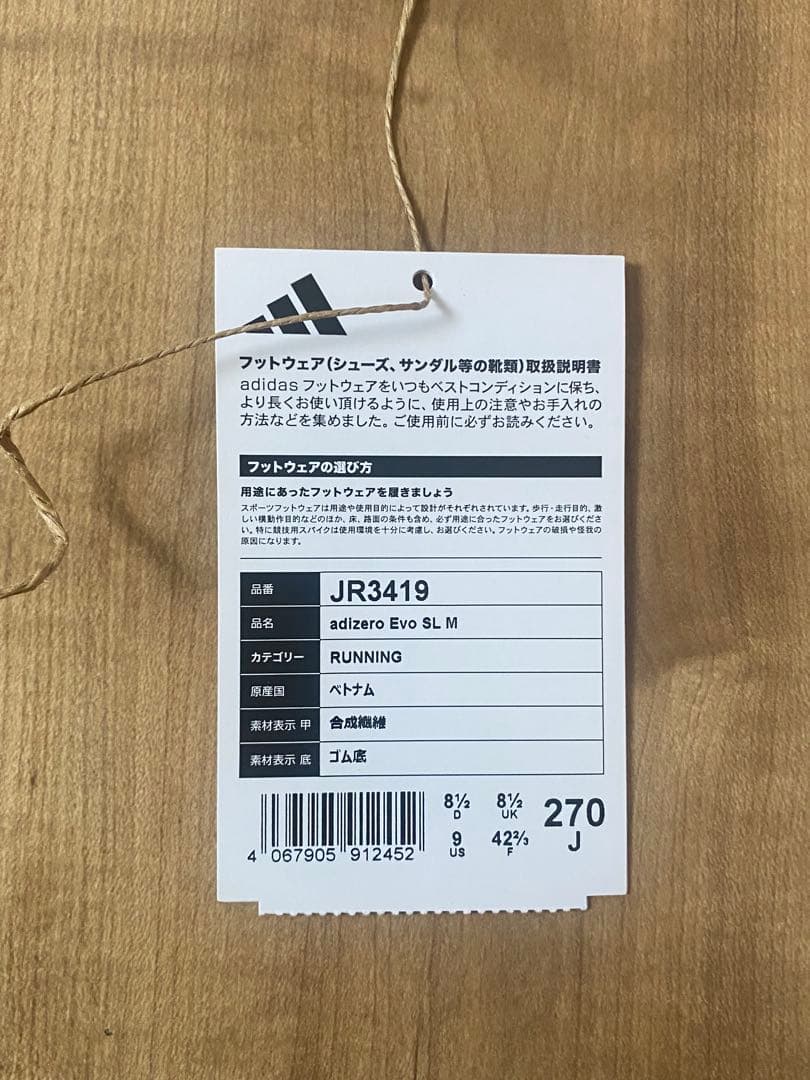 フットウェア(シューズ、サンダル等の靴類)取扱説明書
adidas フットウェアをいつもベストコンディションに保ち、
より長くお使い頂けるように、使用上の注意やお手入れの
方法などを集めました。ご使用前に必ずお読みください。
フットウェアの選び方
用途にあったフットウェアを履きましょう
スポーツフットウェアは用途や使用目的によって設計がそれぞれされています。歩行・走行目的、激
しい横動作目的などのほか、床、路面の条件も含め、必ず用途に合ったフットウェアをお選びくださ
い。特に競技用スパイクは使用環境を十分に考慮し、お選びください。フットウェアの破損や怪我の
原因になります。
品番 JR3419
品名 adizero Evo SL M
カテゴリー RUNNING
原産国 ベトナム
素材表示 甲 合成繊維
素材表示 底 ゴム底
8½ 8½ 270
D UK J
9 42⅔
US F
4 067905 912452